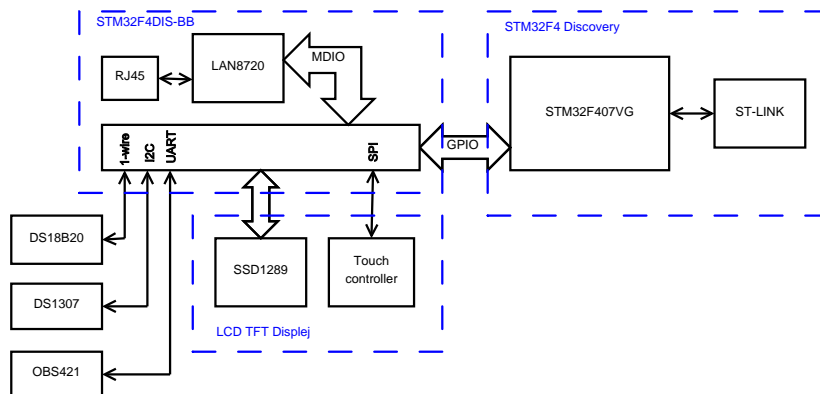 STM32F4DIS-BB
STM32F4 Discovery
RJ45
LAN8720
MDIO
STM32F407VG
ST-LINK
1-wire
I2C
UART
SPI
GPIO
DS18B20
SSD1289
Touch
controller
DS1307
LCD TFT Displej
OBS421